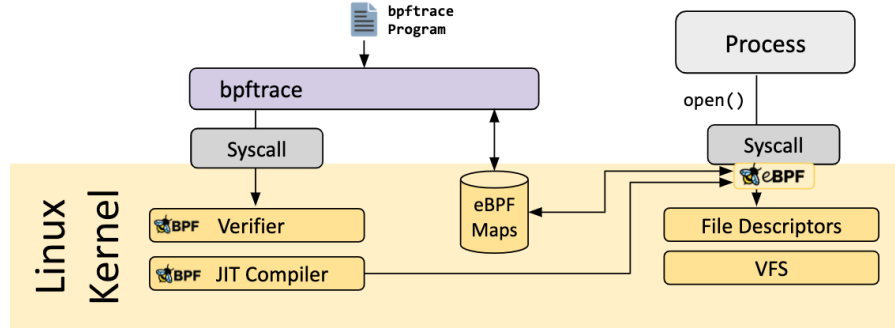 bpftrace
Program
Process
bpftrace
open()
Syscall
Syscall
eBPF
Linux
Kernel
BPF Verifier
eBPF
Maps
File Descriptors
BPF JIT Compiler
VFS